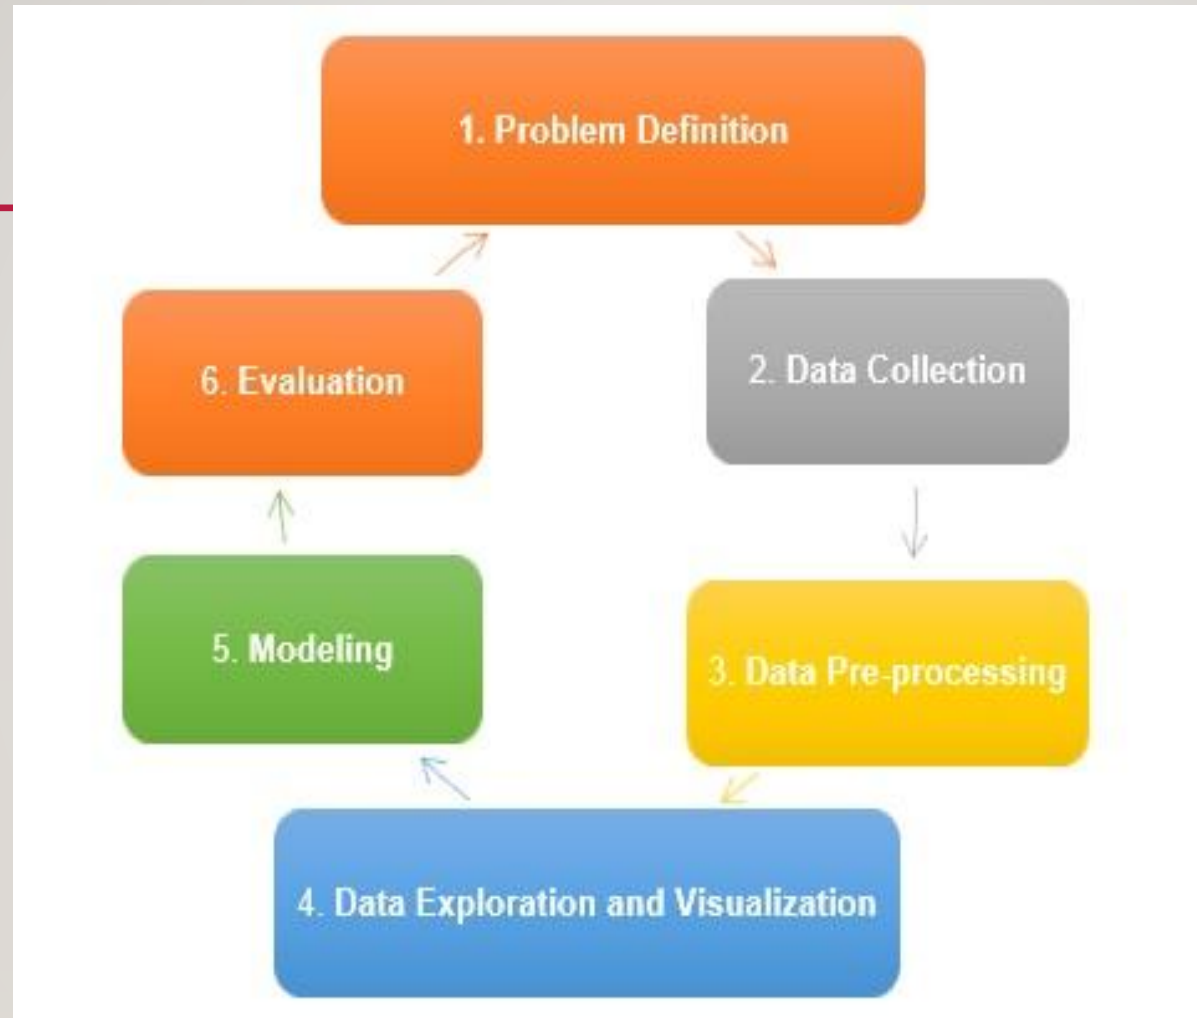 1. Problem Definition
2. Data Collection
3. Data Pre-processing
4. Data Exploration and Visualization
5. Modeling
6. Evaluation